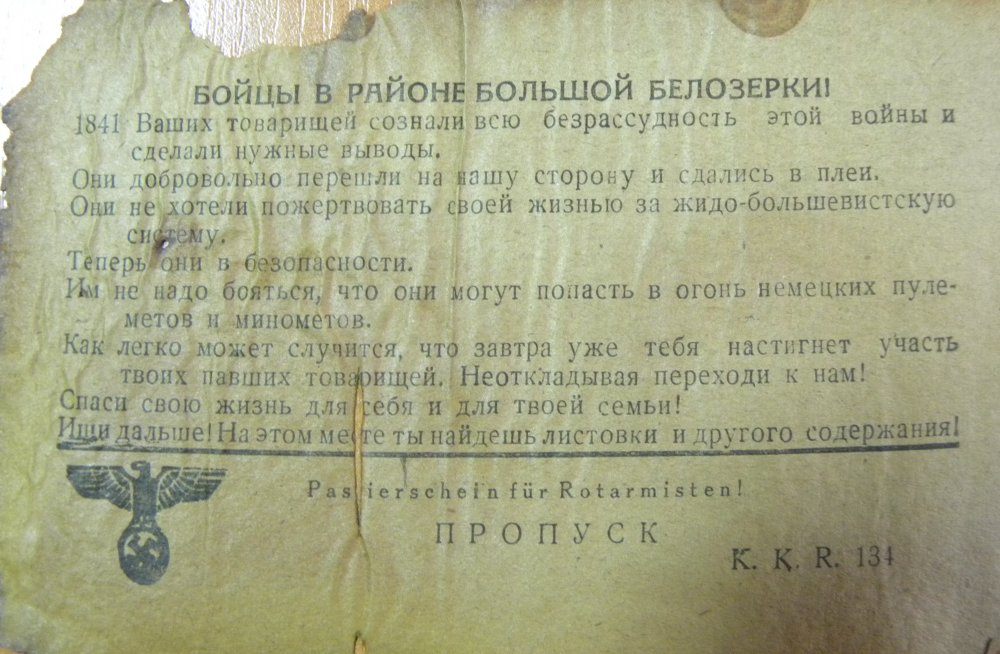 БОЙЦЫ В РАЙОНЕ БОЛЬШОЙ БЕЛОЗЕРКИ!
1841 Ваших товарищей сознали всю безрассудность этой войны и
сделали нужные выводы.
Они добровольно перешли на нашу сторону и сдались в плен.
Они не хотели пожертвовать своей жизнью за жидо-большевистскую
систему.
Теперь они в безопасности.
Им не надо бояться, что они могут попасть в огонь немецких пуле-
метов и минометов.
Как легко может случится, что завтра уже тебя настигнет участь
твоих павших товарищей. Неоткладывая переходи к нам!
Спаси свою жизнь для себя и для твоей семьи!
Ищи дальше! На этом месте ты найдешь листовки и другого содержания!
Passierschein für Rotarmisten!
ПРОПУСК
K. K. R. 134